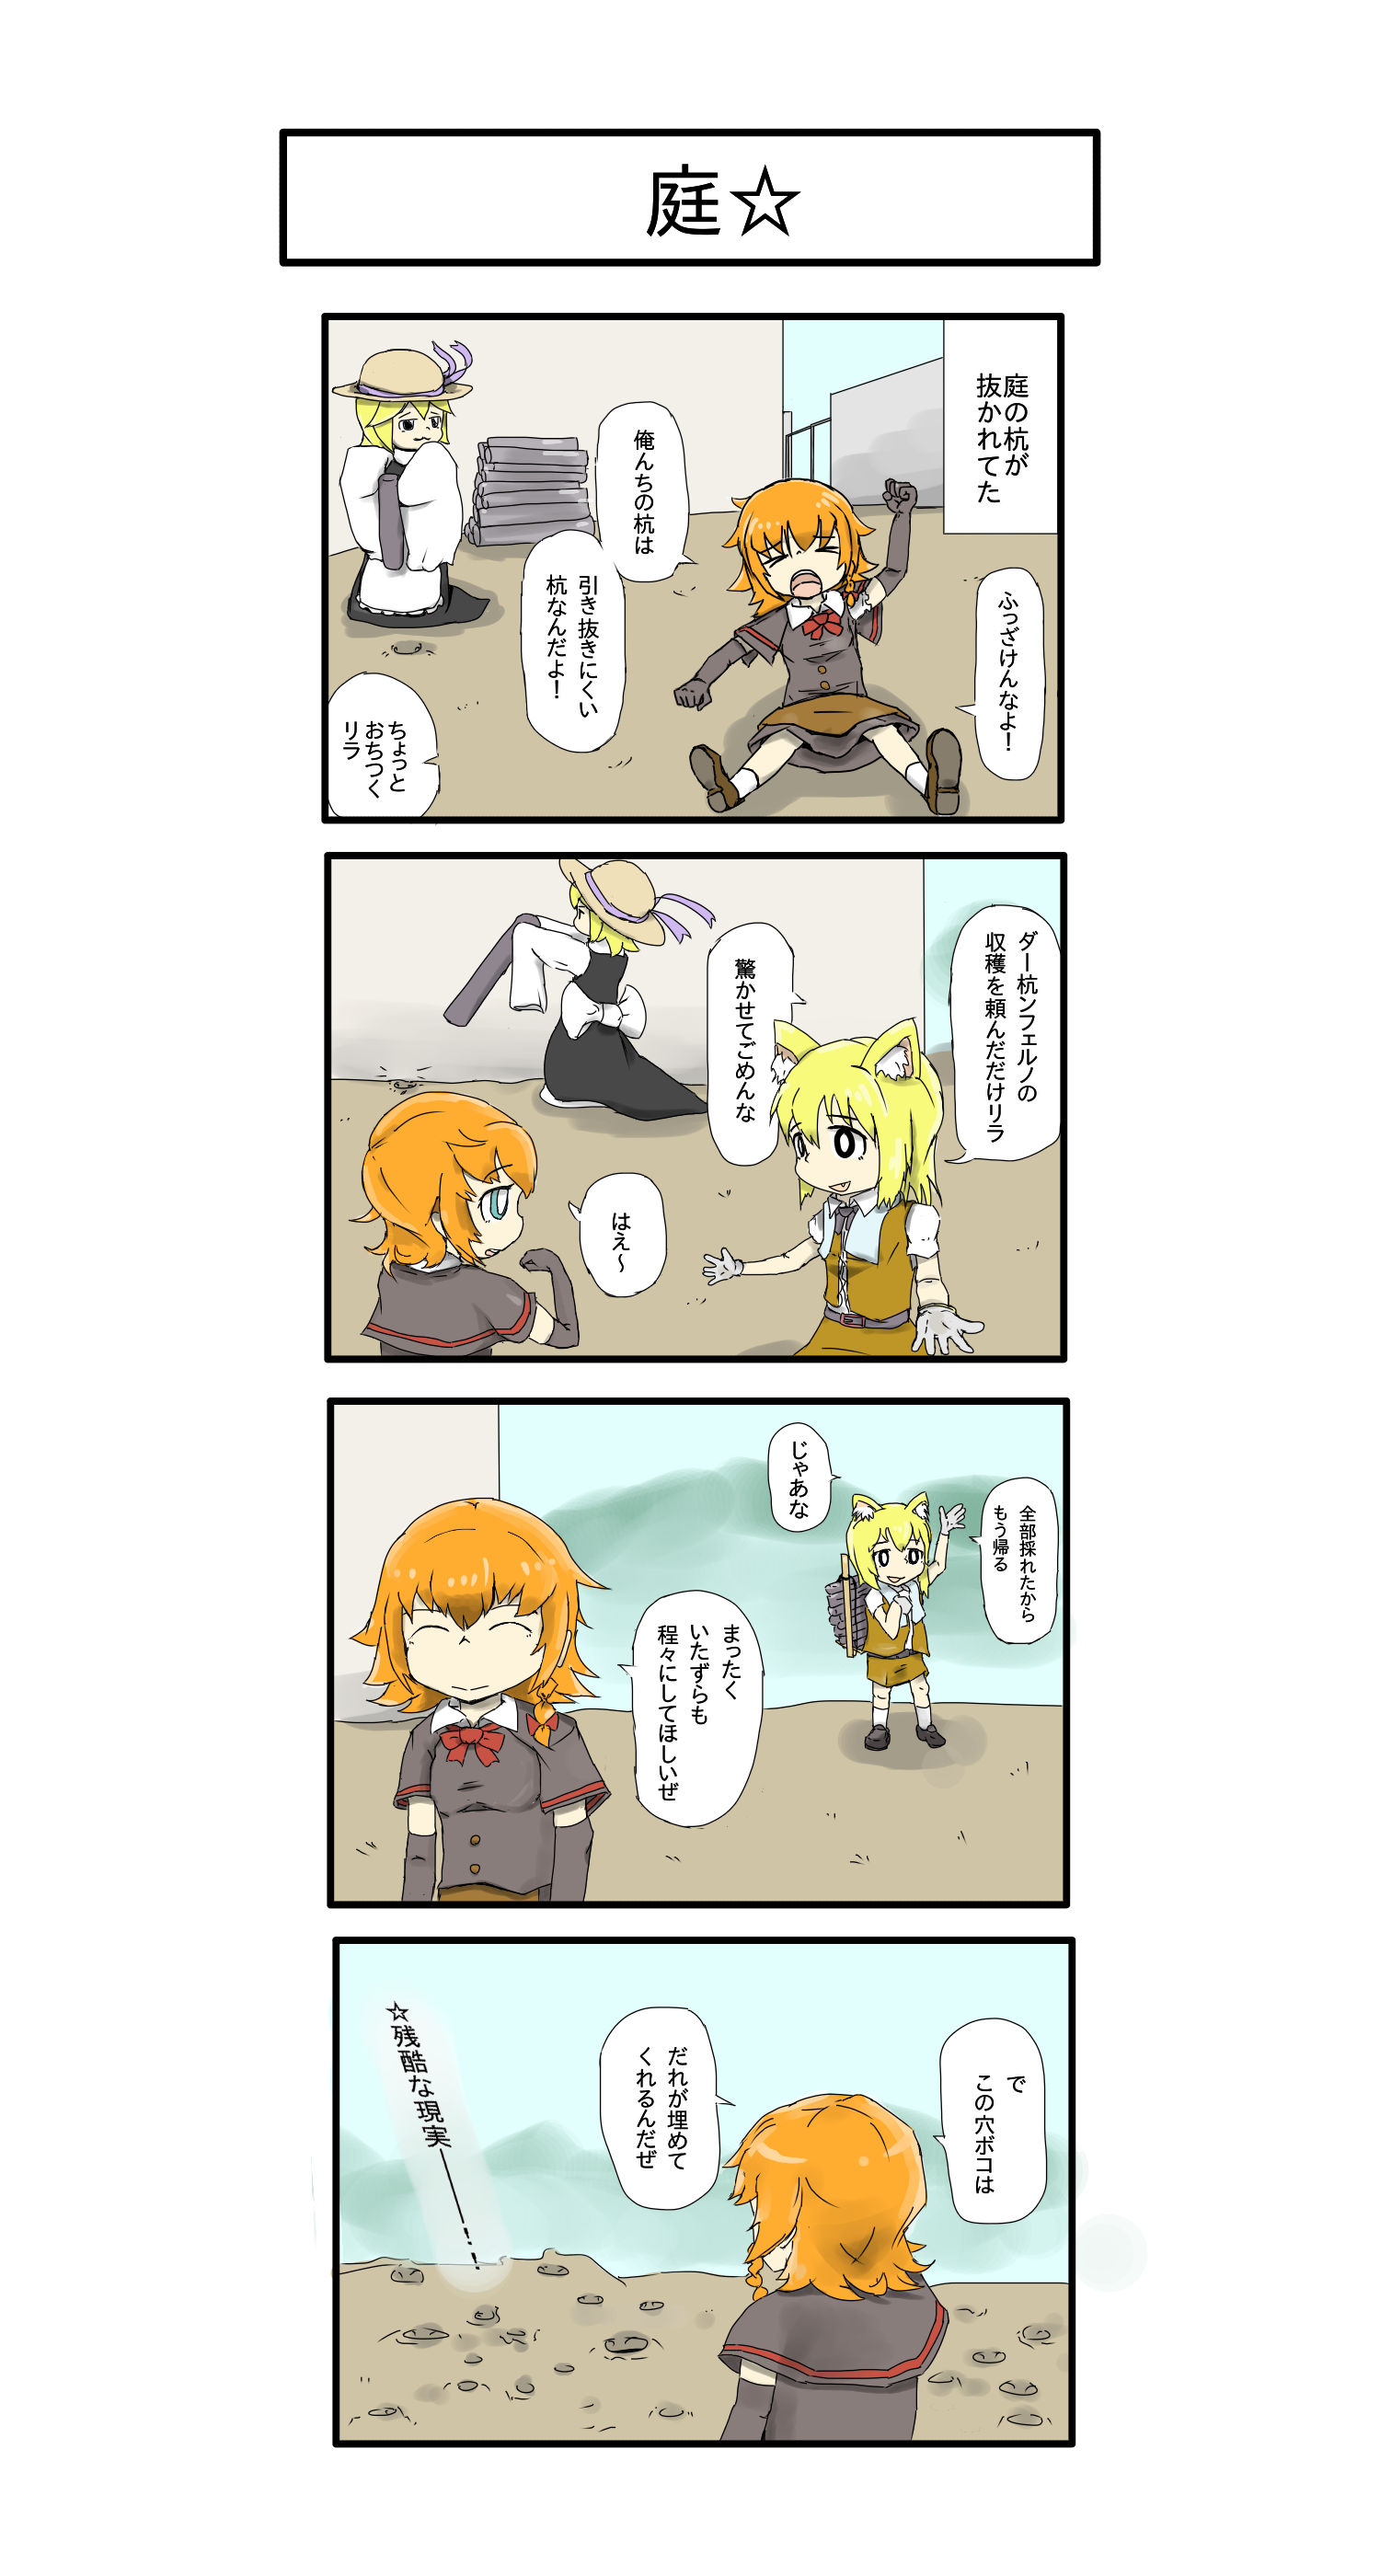 庭☆
庭の杭が
抜かれてた
ふっざけんなよ！
俺んちの杭は
引き抜きにくい
杭なんだよ！
ちょっと
おちつく
リラ
ダー杭ンフェルノの
収穫を頼んだだけリラ
驚かせてごめんな
はえ～
全部採れたから
もう帰る
じゃあな
まったく
いたずらも
程々にしてほしいぜ
で
この穴ボコは
だれが埋めて
くれるんだぜ
☆残酷な現実――――！！